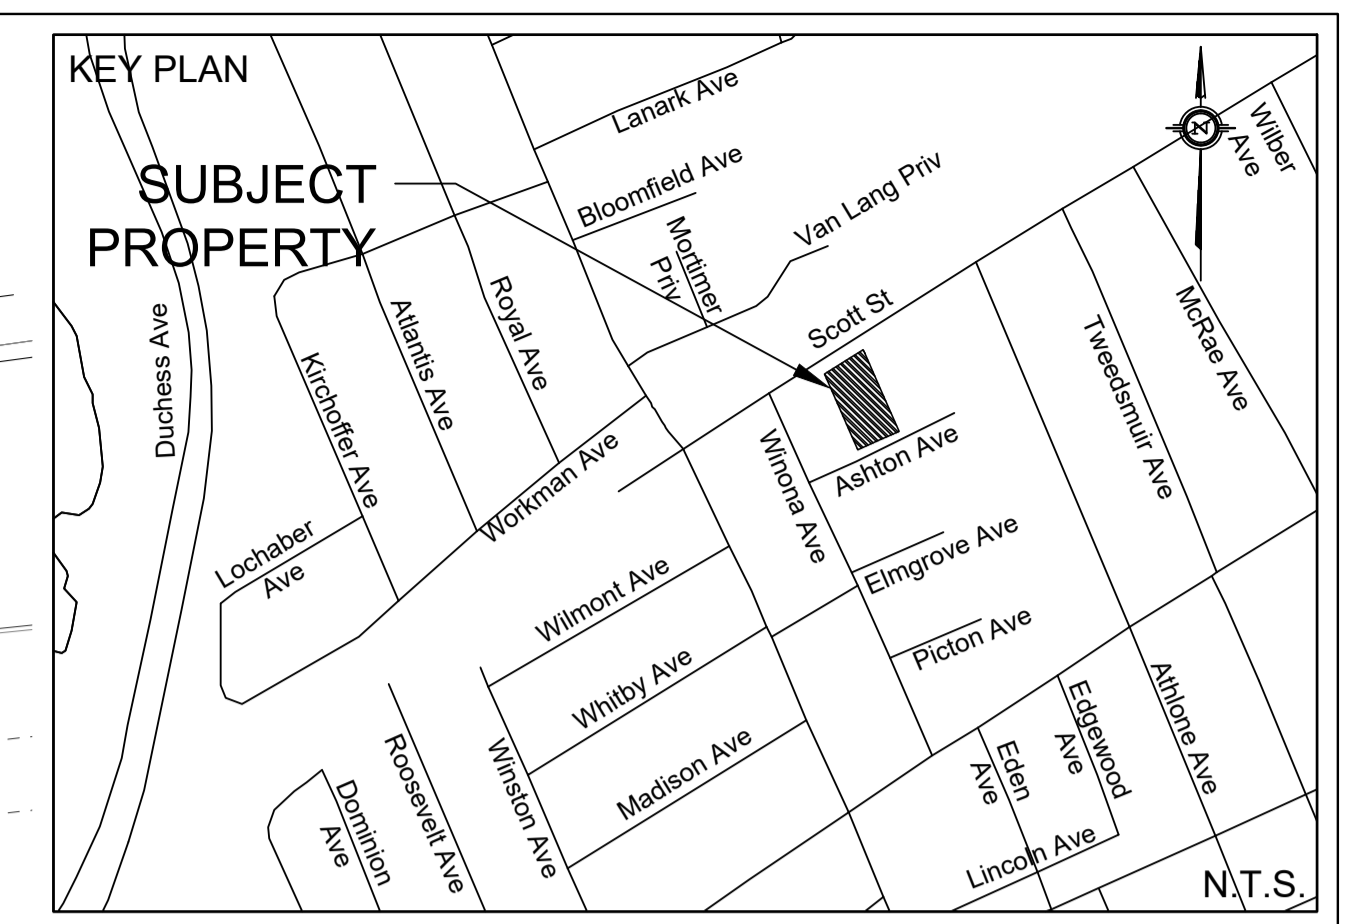 KEY PLAN
SUBJECT
PROPERTY
Lanark Ave
Bloomfield Ave
Mortimer
Priv
Van Lang Priv
Wilber
Ave
N
Duchess Ave
Kirchoffer Ave
Atlantis Ave
Royal Ave
Scott St
Tweedsmuir Ave
McRae Ave
Workman Ave
Winona Ave
Ashton Ave
Lochaber
Ave
Elmgrove Ave
Wilmont Ave
Picton Ave
Whitby Ave
Madison Ave
Athlone Ave
Edgewood
Ave
Eden
Ave
Dominion
Ave
Roosevelt Ave
Winston Ave
Lincoln Ave
N.T.S.